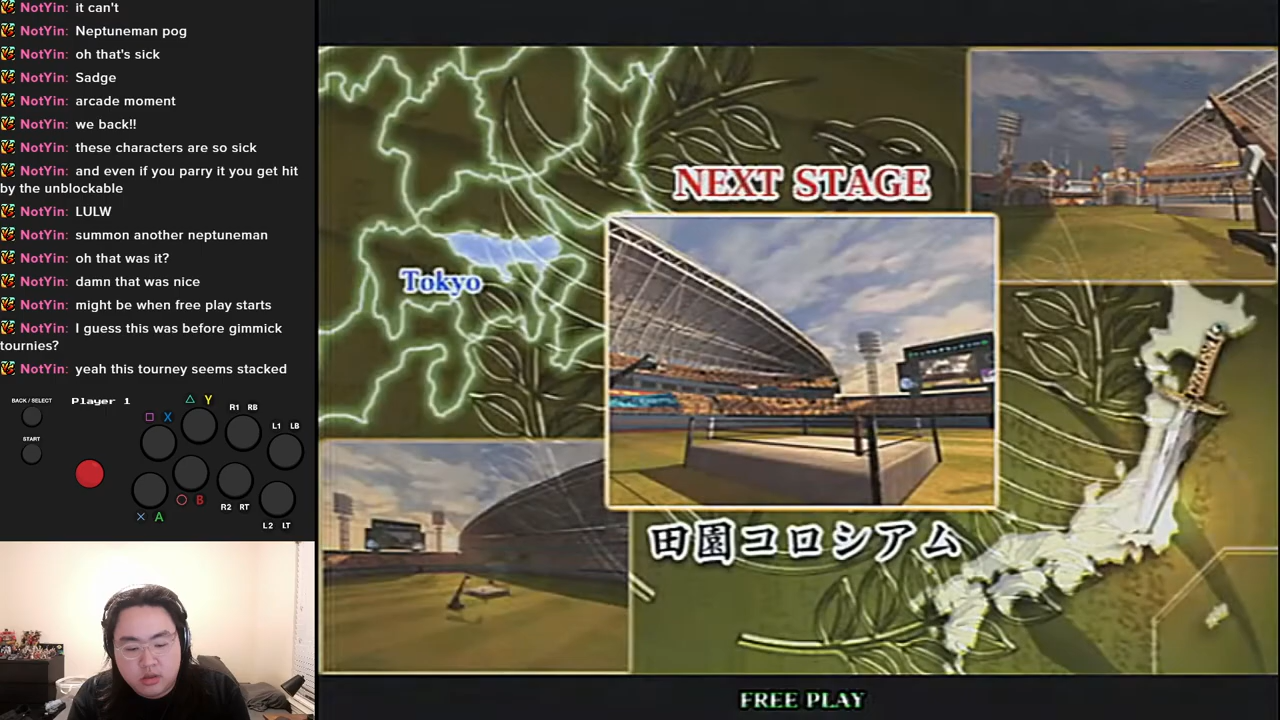 NotYin: it can't
NotYin: Neptuneman pog
NotYin: oh that's sick
NotYin: Sadge
NotYin: arcade moment
NotYin: we back!!
NotYin: these characters are so sick
NotYin: and even if you parry it you get hit
by the unblockable
NotYin: LULW
NotYin: summon another neptuneman
NotYin: oh that was it?
NotYin: damn that was nice
NotYin: might be when free play starts
NotYin: I guess this was before gimmick
tournies?
NotYin: yeah this tourney seems stacked
BACK / SELECT
Player 1
START
□ X
△ Y
R1 RB
L1 LB
× A
○ B
R2 RT
L2 LT
NEXT STAGE
Tokyo
田園コロシアム
FREE PLAY